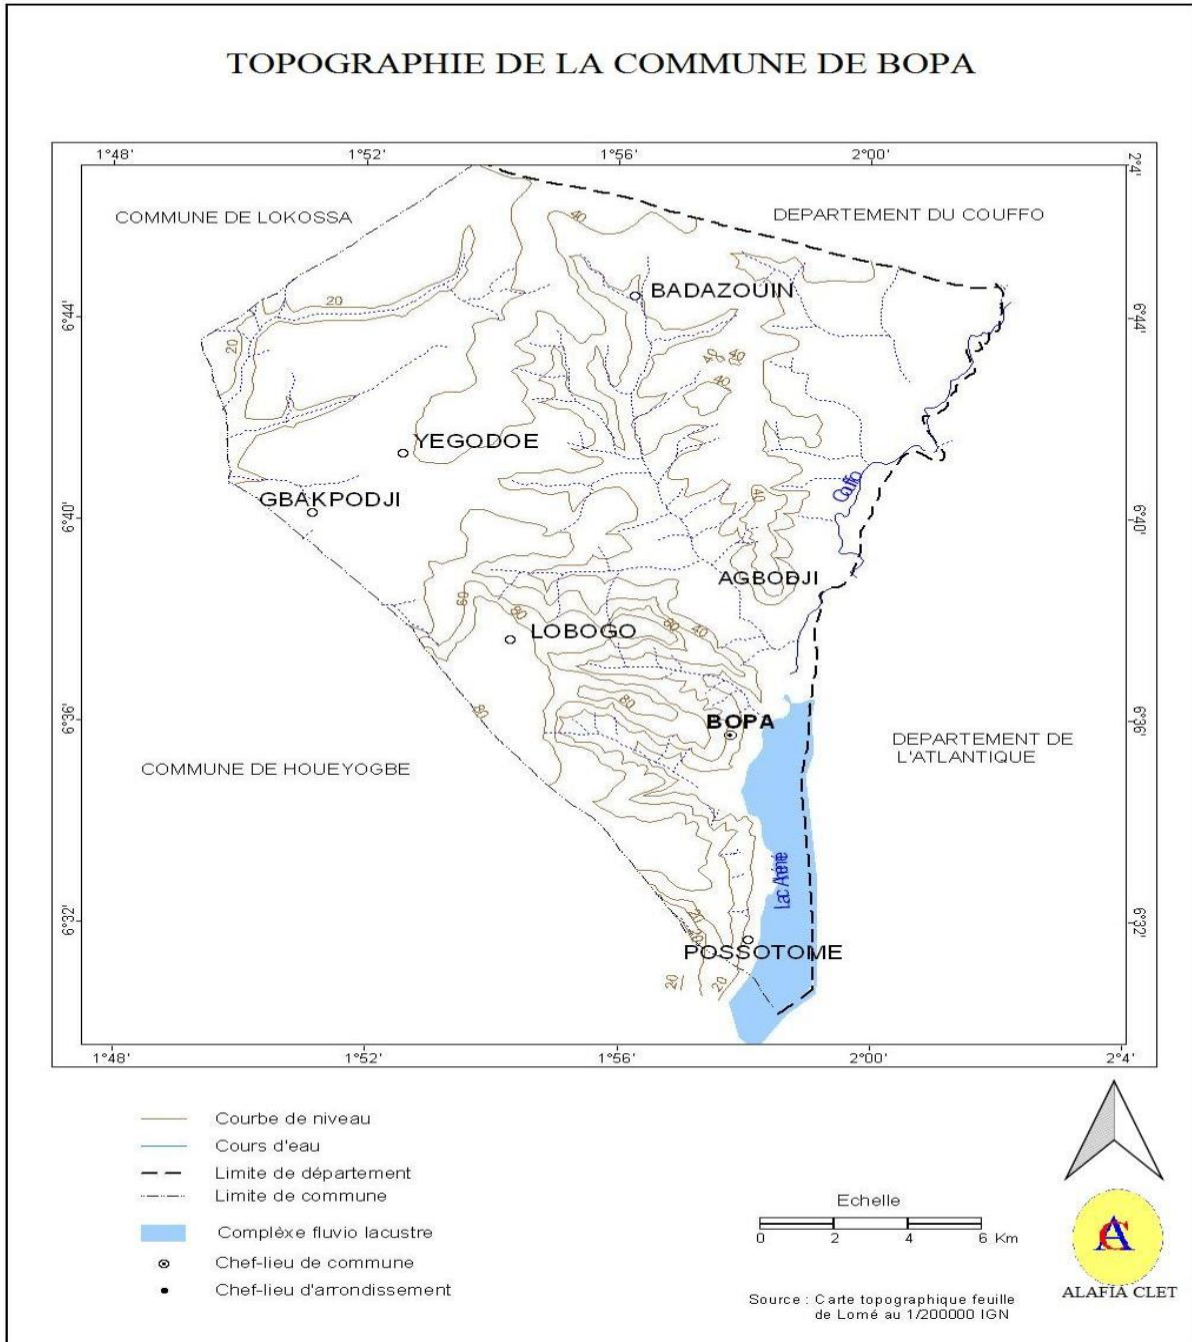 TOPOGRAPHIE DE LA COMMUNE DE BOPA
1°48' 1°52' 1°56' 2°00' 2°4'
COMMUNE DE LOKOSSA
DEPARTEMENT DU COUFFO
40
BADAZOUIN
20
6°44' 6°44'
20
40 40
40
YEGODOE
GBAKPODJI
40
Couffo
6°40' 6°40'
AGBODJI
60
80
LOBOGO
60
40
80
80
BOPA
6°36' 6°36'
DEPARTEMENT DE
L'ATLANTIQUE
COMMUNE DE HOUEYOGBE
Lac Ahémé
20
6°32' 6°32'
20
POSSOTOME
20 20
1°48' 1°52' 1°56' 2°00' 2°4'
Courbe de niveau
Cours d'eau
Limite de département
Limite de commune
Complèxe fluvio lacustre
Chef-lieu de commune
Chef-lieu d'arrondissement
Echelle
0 2 4 6 Km
Source : Carte topographique feuille
de Lomé au 1/200000 IGN
AC
ALAFIA CLET